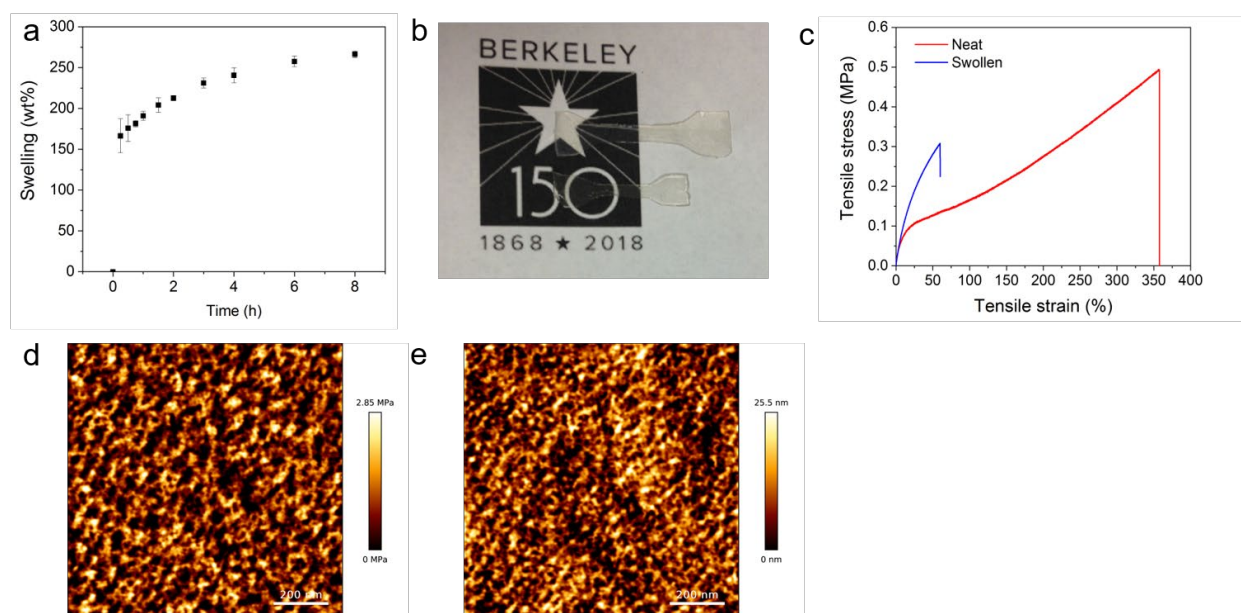 a
300
250
200
150
100
50
0
Swelling (wt%)
0 2 4 6 8
Time (h)
b
BERKELEY
150
1868 ★ 2018
c
0.6
0.5
0.4
0.3
0.2
0.1
0.0
Tensile stress (MPa)
Neat
Swollen
0 50 100 150 200 250 300 350 400
Tensile strain (%)
d
2.85 MPa
0 MPa
200 nm
e
25.5 nm
0 nm
200 nm